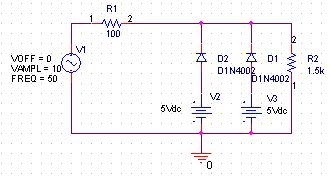 R1
1 2
100
V1
VOFF = 0
VAMPL = 10
FREQ = 50
D2
D1N4002
D1
D1N4002
2
R2
1.5k
1
V2
5Vdc
V3
5Vdc
0